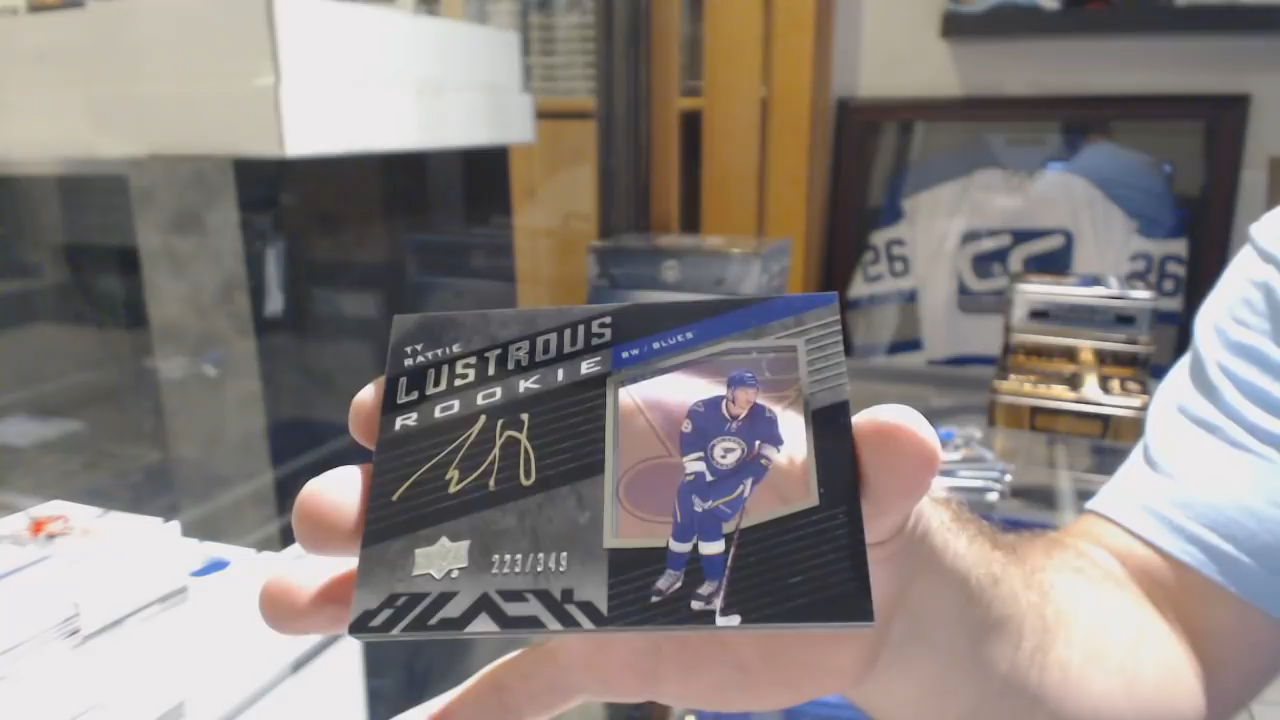 TY
RATTIE
LUSTROUS
ROOKIE
RW / BLUES
223/349
BLACK
26
26